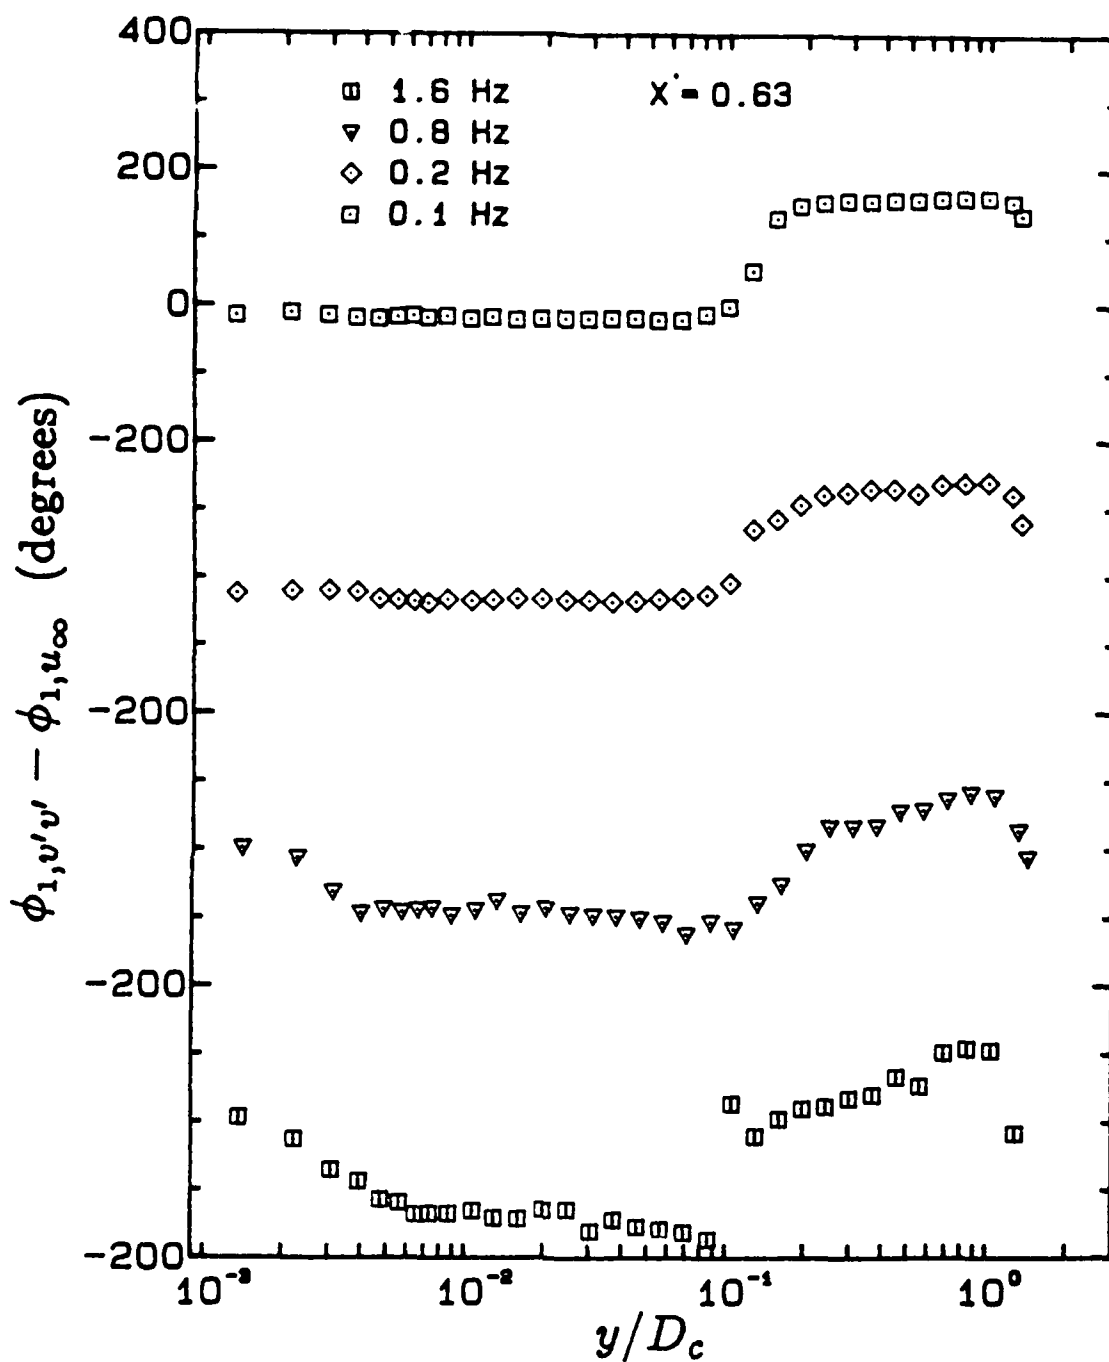 400
200
0
-200
-200
-200
-200
1.6 Hz
0.8 Hz
0.2 Hz
0.1 Hz
X˙= 0.63
ϕ₁,ᵥ′ᵥ′ − ϕ₁,ᵤ∞ (degrees)
10⁻³ 10⁻² 10⁻¹ 10⁰
y/D_c